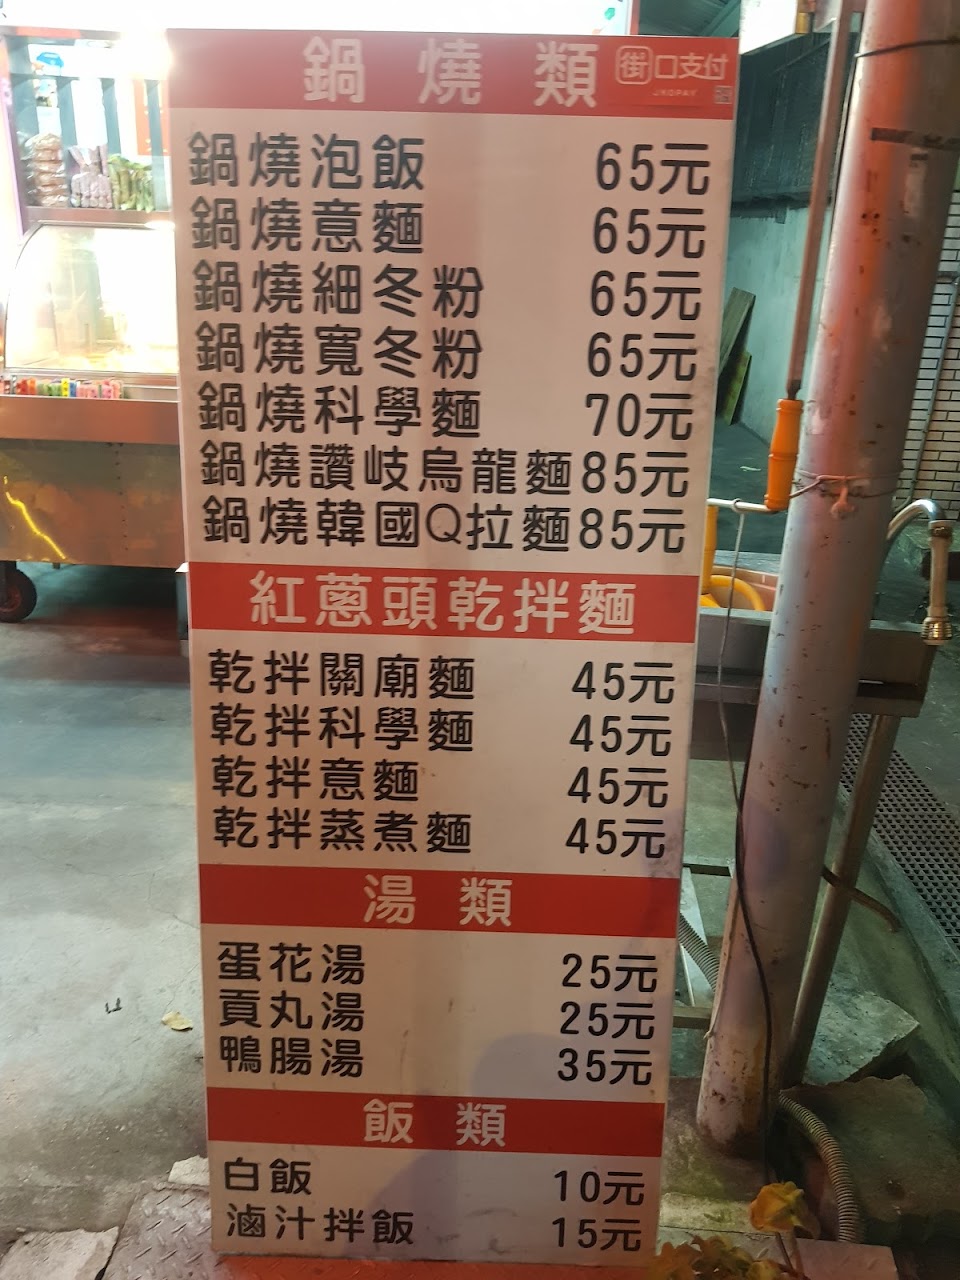 鍋燒類 街口支付
JKOPAY
鍋燒泡飯 65元
鍋燒意麵 65元
鍋燒細冬粉 65元
鍋燒寬冬粉 65元
鍋燒科學麵 70元
鍋燒讚岐烏龍麵 85元
鍋燒韓國Q拉麵 85元
紅蔥頭乾拌麵
乾拌關廟麵 45元
乾拌科學麵 45元
乾拌意麵 45元
乾拌蒸煮麵 45元
湯類
蛋花湯 25元
貢丸湯 25元
鴨腸湯 35元
飯類
白飯 10元
滷汁拌飯 15元